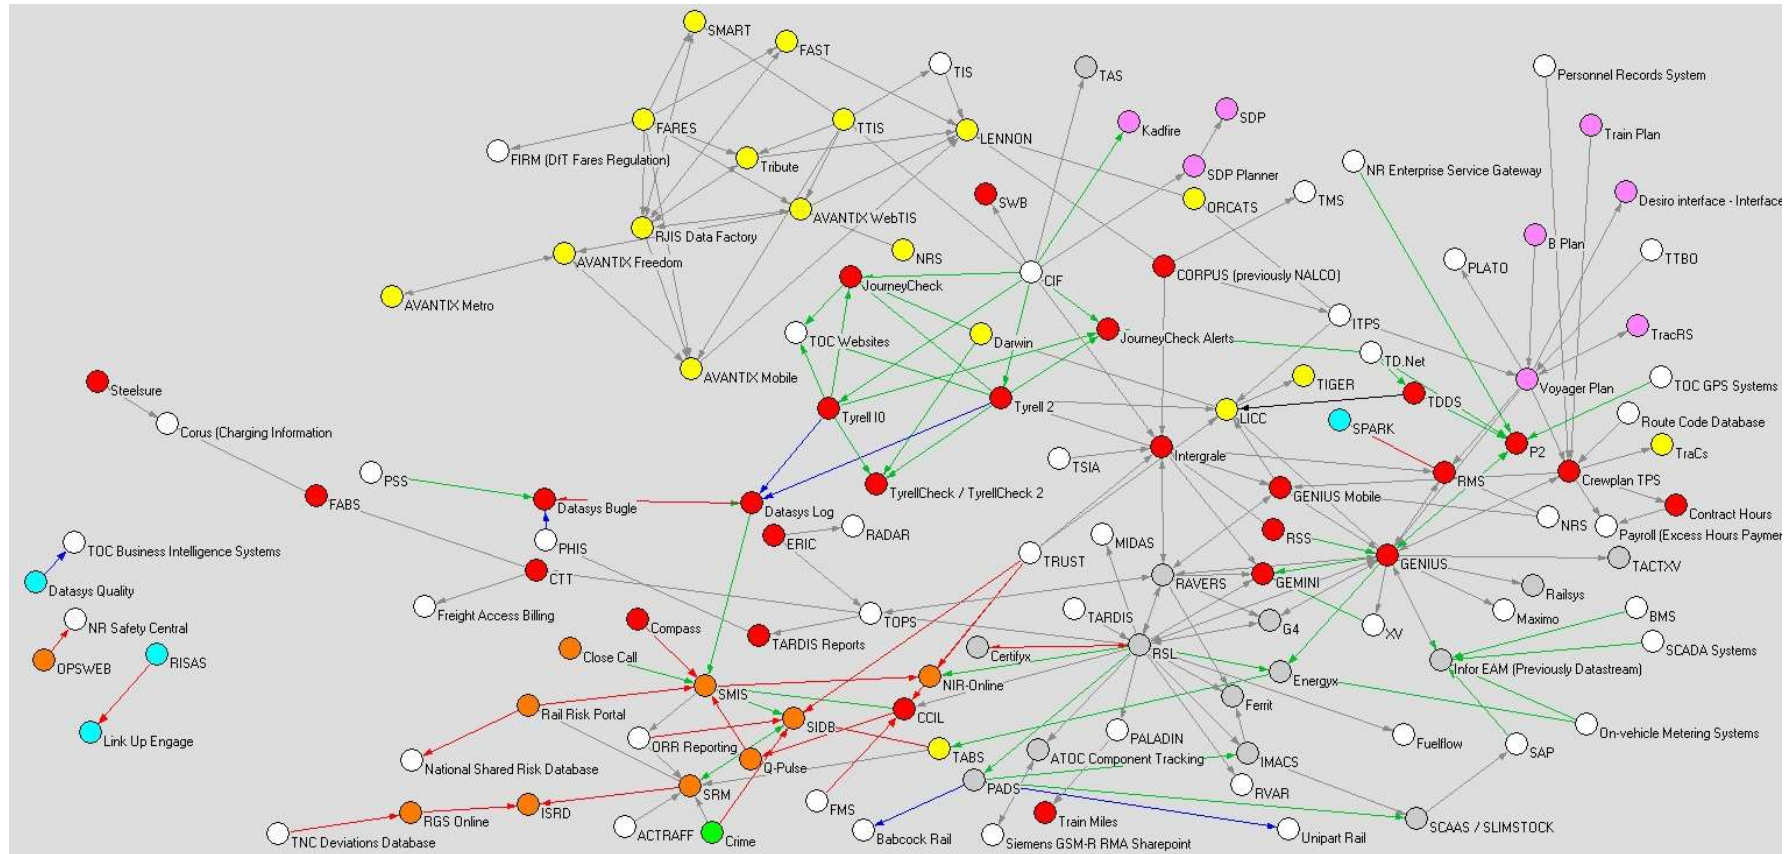 SMART
FAST
TIS
TAS
Personnel Records System
FARES
TTIS
LENNON
Kadfire
SDP
Train Plan
FIRM (DfT Fares Regulation)
Tribute
SDP Planner
NR Enterprise Service Gateway
SWB
ORCATS
TMS
Desiro interface - Interface
AVANTIX WebTIS
RJIS Data Factory
B Plan
NRS
AVANTIX Freedom
PLATO
TTBO
CIF
CORPUS (previously NALCO)
JourneyCheck
AVANTIX Metro
ITPS
TracRS
TOC Websites
Darwin
JourneyCheck Alerts
TD.Net
AVANTIX Mobile
TIGER
Voyager Plan
TOC GPS Systems
Steelsure
TDDS
Tyrell IO
Tyrell 2
LICC
SPARK
Route Code Database
Corus (Charging Information
P2
TraCs
Intergrale
TSIA
PSS
RMS
Crewplan TPS
TyrellCheck / TyrellCheck 2
GENIUS Mobile
FABS
Datasys Bugle
Datasys Log
Contract Hours
NRS
Payroll (Excess Hours Paymer
ERIC
RADAR
RSS
MIDAS
TOC Business Intelligence Systems
PHIS
TRUST
GENIUS
TACTXV
CTT
RAVERS
GEMINI
Datasys Quality
Railsys
Freight Access Billing
TOPS
TARDIS
Maximo
BMS
NR Safety Central
Compass
TARDIS Reports
G4
XV
Close Call
Certifyx
RSL
SCADA Systems
OPSWEB
RISAS
Infor EAM (Previously Datastream)
SMIS
NIR-Online
Energyx
Rail Risk Portal
CCIL
Ferrit
SIDB
On-vehicle Metering Systems
Link Up Engage
ORR Reporting
PALADIN
Fuelflow
TABS
ATOC Component Tracking
IMACS
SAP
National Shared Risk Database
Q-Pulse
PADS
RVAR
SRM
RGS Online
ISRD
FMS
Train Miles
SCAAS / SLIMSTOCK
TNC Deviations Database
ACTRAFF
Crime
Babcock Rail
Siemens GSM-R RMA Sharepoint
Unipart Rail